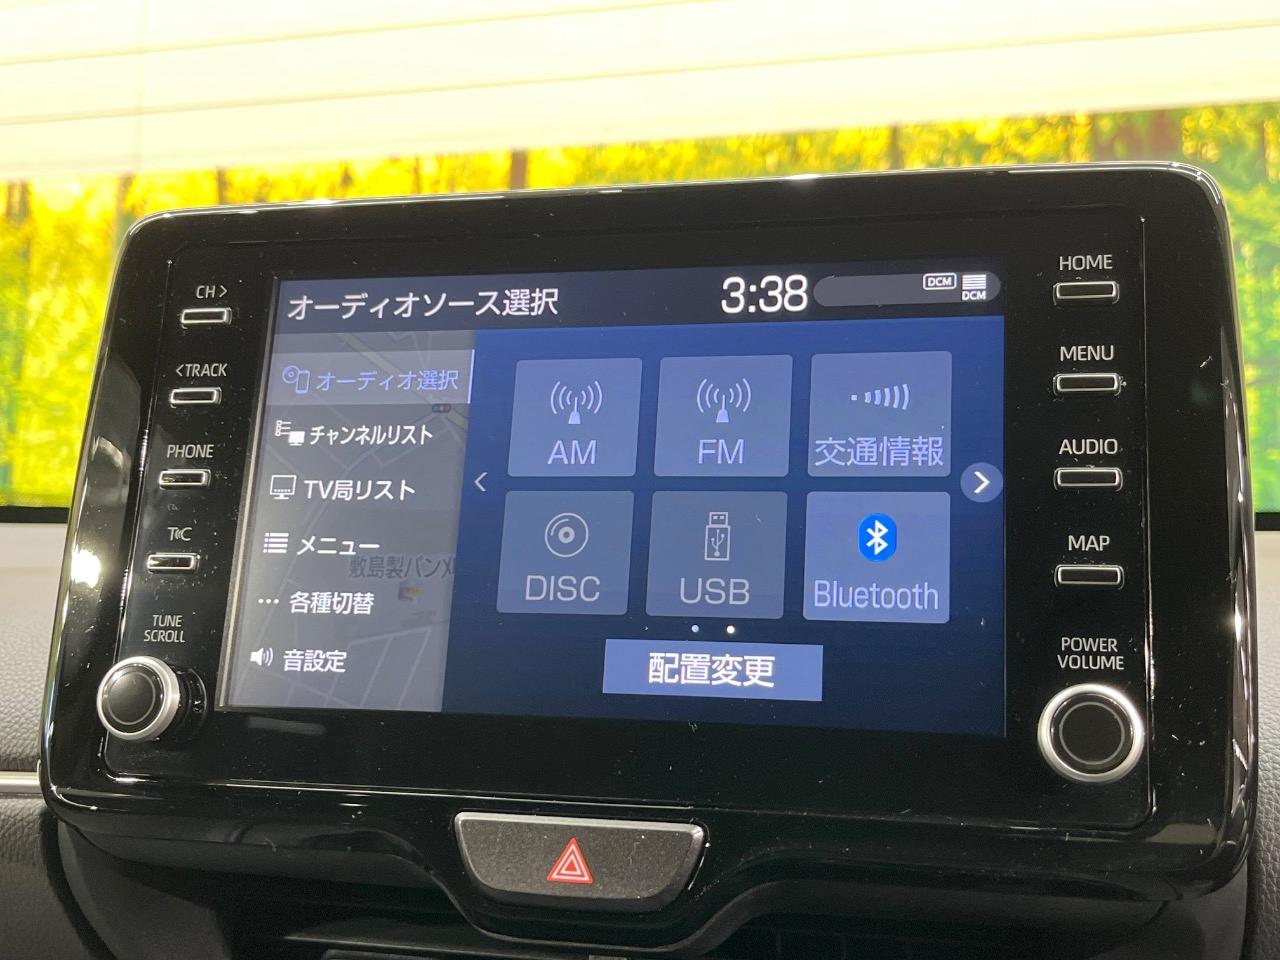 CH >
< TRACK
PHONE
TUNE
SCROLL
オーディオソース選択
3:38
DCM
DCM
オーディオ選択
チャンネルリスト
TV局リスト
メニュー
各種切替
音設定
敷島製パン
AM
FM
交通情報
DISC
USB
Bluetooth
配置変更
HOME
MENU
AUDIO
MAP
POWER
VOLUME